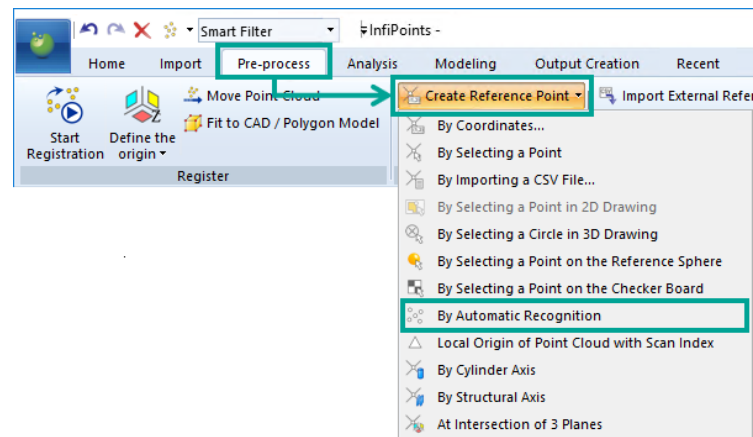 Smart Filter
InfiPoints -
Home Import Pre-process Analysis Modeling Output Creation Recent
Start Registration
Define the origin
Move Point Cloud
Fit to CAD / Polygon Model
Register
Create Reference Point
Import External Refer
By Coordinates...
By Selecting a Point
By Importing a CSV File...
By Selecting a Point in 2D Drawing
By Selecting a Circle in 3D Drawing
By Selecting a Point on the Reference Sphere
By Selecting a Point on the Checker Board
By Automatic Recognition
Local Origin of Point Cloud with Scan Index
By Cylinder Axis
By Structural Axis
At Intersection of 3 Planes